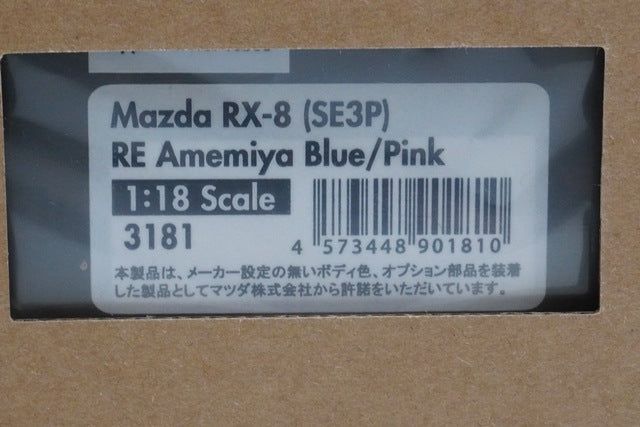 Mazda RX-8 (SE3P)
RE Amemiya Blue/Pink
1:18 Scale
3181
4 573448 901810
本製品は、メーカー設定の無いボディ色、オプション部品を装着
した製品としてマツダ株式会社から許諾をいただいています。